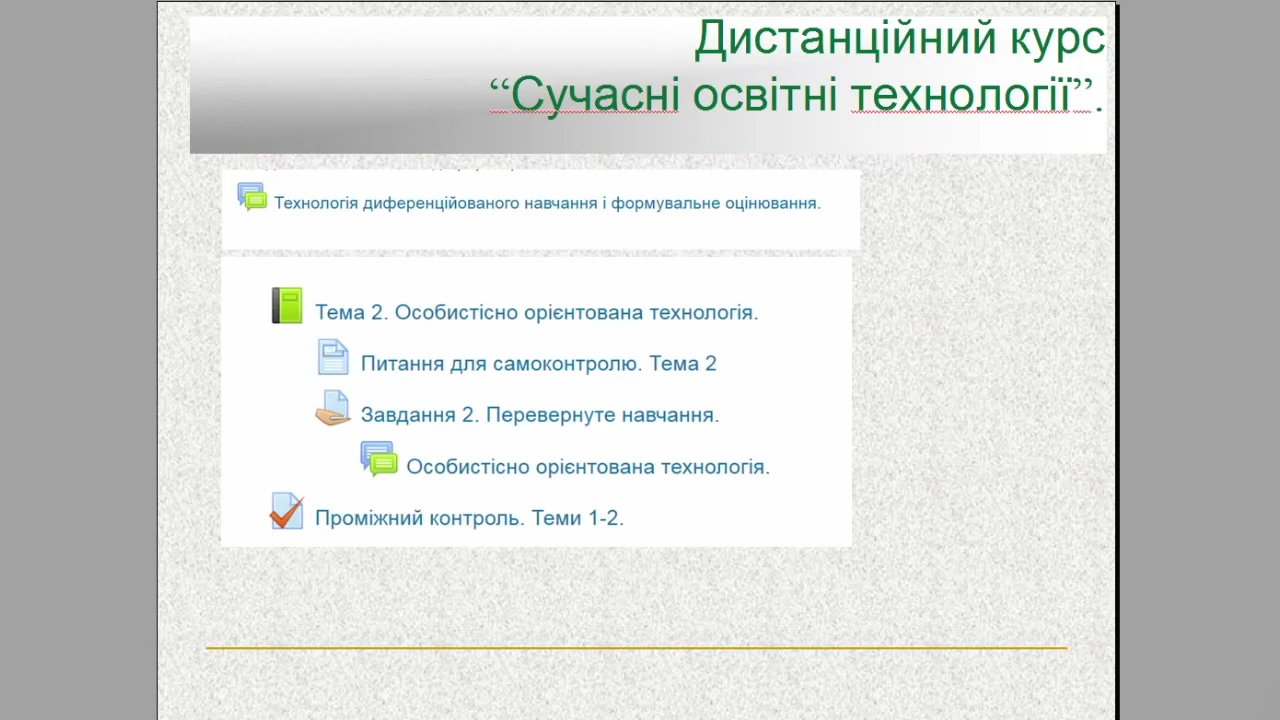 Дистанційний курс
“Сучасні освітні технології”.
Технологія диференційованого навчання і формувальне оцінювання.
Тема 2. Особистісно орієнтована технологія.
Питання для самоконтролю. Тема 2
Завдання 2. Перевернуте навчання.
Особистісно орієнтована технологія.
Проміжний контроль. Теми 1-2.